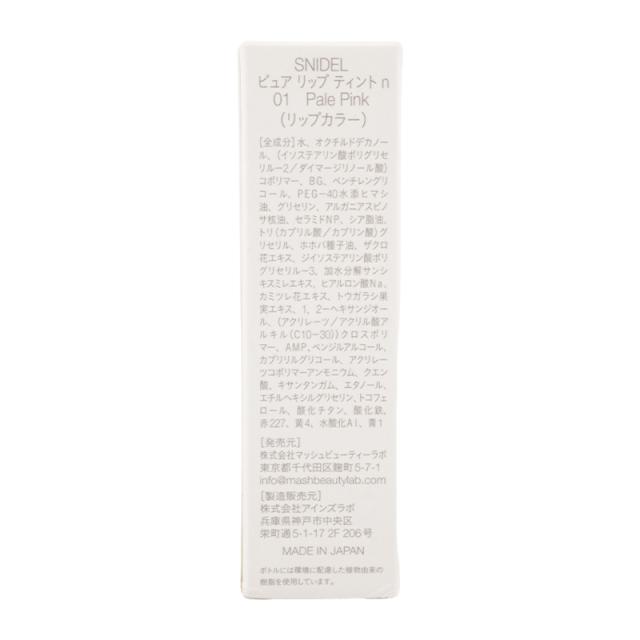 SNIDEL
ピュア リップ ティント n
01 Pale Pink
(リップカラー)
[全成分]水、オクチルドデカノー
ル、(イソステアリン酸ポリグリセ
リル－2／ダイマージリノール酸)
コポリマー、BG、ペンチレングリ
コール、PEG－40水添ヒマシ
油、グリセリン、アルガニアスピノ
サ核油、セラミドNP、シア脂油、
トリ(カプリル酸／カプリン酸)グ
リセリル、ホホバ種子油、ザクロ
花エキス、ジイソステアリン酸ポリ
グリセリル－3、加水分解サンシ
キスミレエキス、ヒアルロン酸Na、
カミツレ花エキス、トウガラシ果
実エキス、1、2－ヘキサンジオー
ル、(アクリレーツ／アクリル酸ア
ルキル(C10－30))クロスポリ
マー、AMP、ベンジルアルコール、
カプリリルグリコール、アクリレー
ツコポリマーアンモニウム、クエン
酸、キサンタンガム、エタノール、
エチルヘキシルグリセリン、トコフェ
ロール、酸化チタン、酸化鉄、
赤227、黄4、水酸化Al、青1
[発売元]
株式会社マッシュビューティーラボ
東京都千代田区麹町5-7-1
info@mashbeautylab.com
[製造販売元]
株式会社アインズラボ
兵庫県神戸市中央区
栄町通5-1-17 2F 206号
MADE IN JAPAN
ボトルには環境に配慮した植物由来の
樹脂を使用しています。